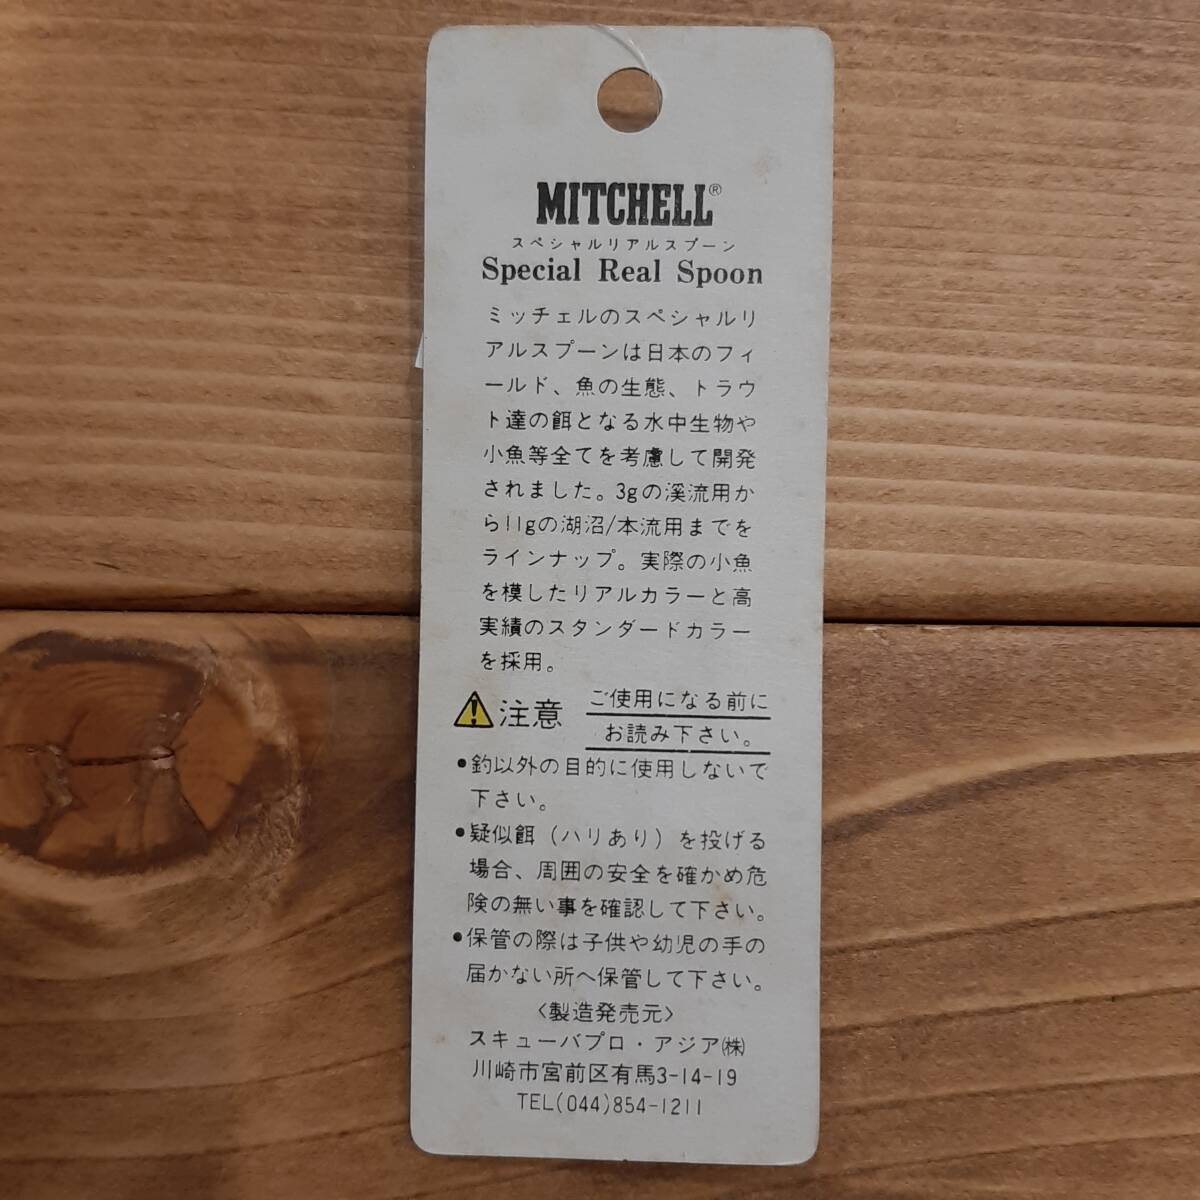 MITCHELL®
スペシャルリアルスプーン
Special Real Spoon
ミッチェルのスペシャルリ
アルスプーンは日本のフィ
ールド、魚の生態、トラウ
ト達の餌となる水中生物や
小魚等全てを考慮して開発
されました。3gの溪流用か
ら11gの湖沼/本流用までを
ラインナップ。実際の小魚
を模したリアルカラーと高
実績のスタンダードカラー
を採用。
注意 ご使用になる前に
お読み下さい。
•釣以外の目的に使用しないで
下さい。
•疑似餌(ハリあり)を投げる
場合、周囲の安全を確かめ危
険の無い事を確認して下さい。
•保管の際は子供や幼児の手の
届かない所へ保管して下さい。
〈製造発売元〉
スキューバプロ・アジア㈱
川崎市宮前区有馬3-14-19
TEL(044)854-1211